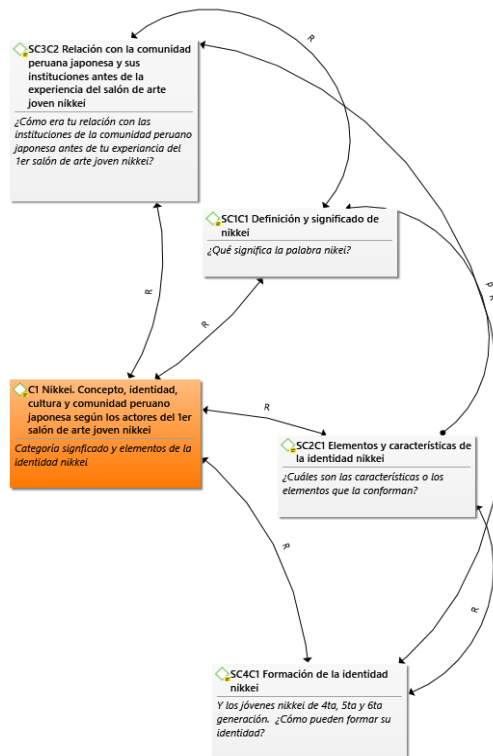 SC3C2 Relación con la comunidad
peruana japonesa y sus
instituciones antes de la
experiencia del salón de arte
joven nikkei
¿Cómo era tu relación con las
instituciones de la comunidad peruano
japonesa antes de tu experiancia del
1er salón de arte joven nikkei?
R
SC1C1 Definición y significado de
nikkei
¿Qué significa la palabra nikei?
R
R
P
R
C1 Nikkei. Concepto, identidad,
cultura y comunidad peruano
japonesa según los actores del 1er
salón de arte joven nikkei
Categoría signficado y elementos de la
identidad nikkei
R
SC2C1 Elementos y características de
la identidad nikkei
¿Cuáles son las características o los
elementos que la conforman?
R
R
SC4C1 Formación de la identidad
nikkei
Y los jóvenes nikkei de 4ta, 5ta y 6ta
generación. ¿Cómo pueden formar su
identidad?